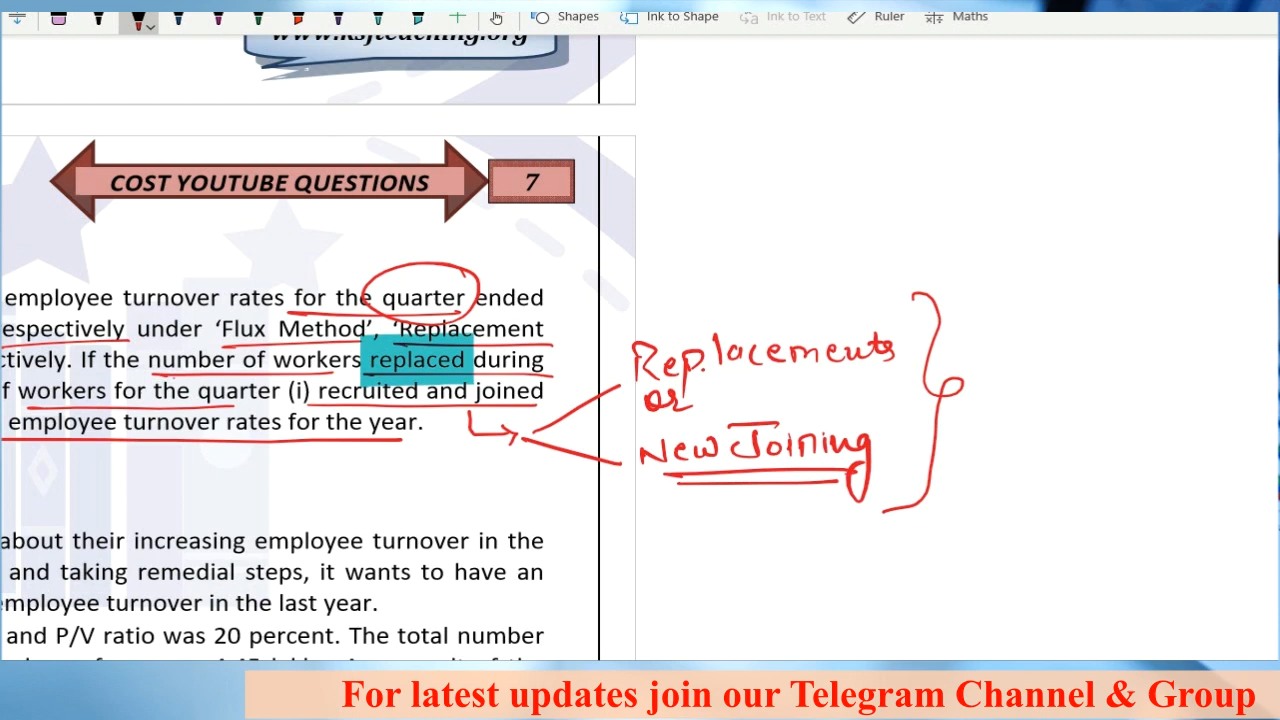 Shapes Ink to Shape Ink to Text Ruler Maths
www.ksfteaching.org
COST YOUTUBE QUESTIONS 7
employee turnover rates for the quarter ended
espectively under ‘Flux Method’, ‘Replacement
ctively. If the number of workers replaced during
f workers for the quarter (i) recruited and joined
employee turnover rates for the year.
Replacements
or
New Joining
about their increasing employee turnover in the
and taking remedial steps, it wants to have an
employee turnover in the last year.
and P/V ratio was 20 percent. The total number
For latest updates join our Telegram Channel & Group